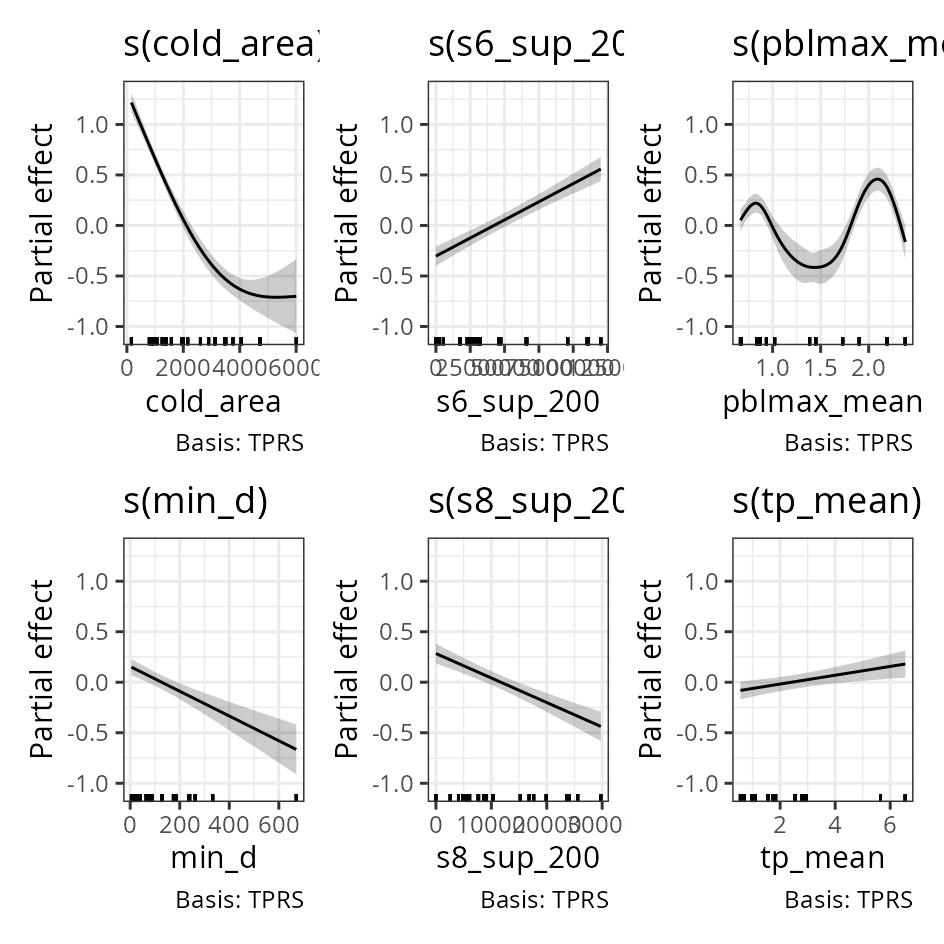 s(cold_area)
Partial effect
1.0
0.5
0.0
-0.5
-1.0
0 2000 4000 6000
cold_area
Basis: TPRS
s(s6_sup_20
Partial effect
1.0
0.5
0.0
-0.5
-1.0
0
s6_sup_200
Basis: TPRS
s(pblmax_me
Partial effect
1.0
0.5
0.0
-0.5
-1.0
1.0 1.5 2.0
pblmax_mean
Basis: TPRS
s(min_d)
Partial effect
1.0
0.5
0.0
-0.5
-1.0
0 200 400 600
min_d
Basis: TPRS
s(s8_sup_20
Partial effect
1.0
0.5
0.0
-0.5
-1.0
0 10000 20000 3000
s8_sup_200
Basis: TPRS
s(tp_mean)
Partial effect
1.0
0.5
0.0
-0.5
-1.0
2 4 6
tp_mean
Basis: TPRS